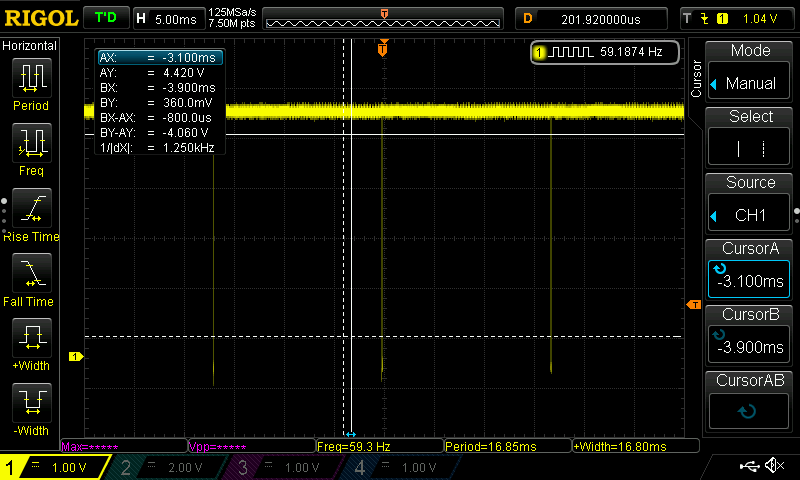 RIGOL T'D H 5.00ms 125MSa/s 7.50M pts T D 201.920000us T 1 1.04 V
Horizontal
Period
Freq
Rise Time
Fall Time
+Width
-Width
AX: = -3.100ms
AY: = 4.420 V
BX: = -3.900ms
BY: = 360.0mV
BX-AX: = -800.0us
BY-AY: = -4.060 V
1/|dX|: = 1.250kHz
T
1 59.1874 Hz
1
T
Cursor
Mode
Manual
Select
Source
CH1
CursorA
-3.100ms
CursorB
-3.900ms
CursorAB
Max=***** Vpp=***** Freq=59.3 Hz Period=16.85ms +Width=16.80ms
1 = 1.00 V 2 = 2.00 V 3 = 1.00 V 4 = 1.00 V